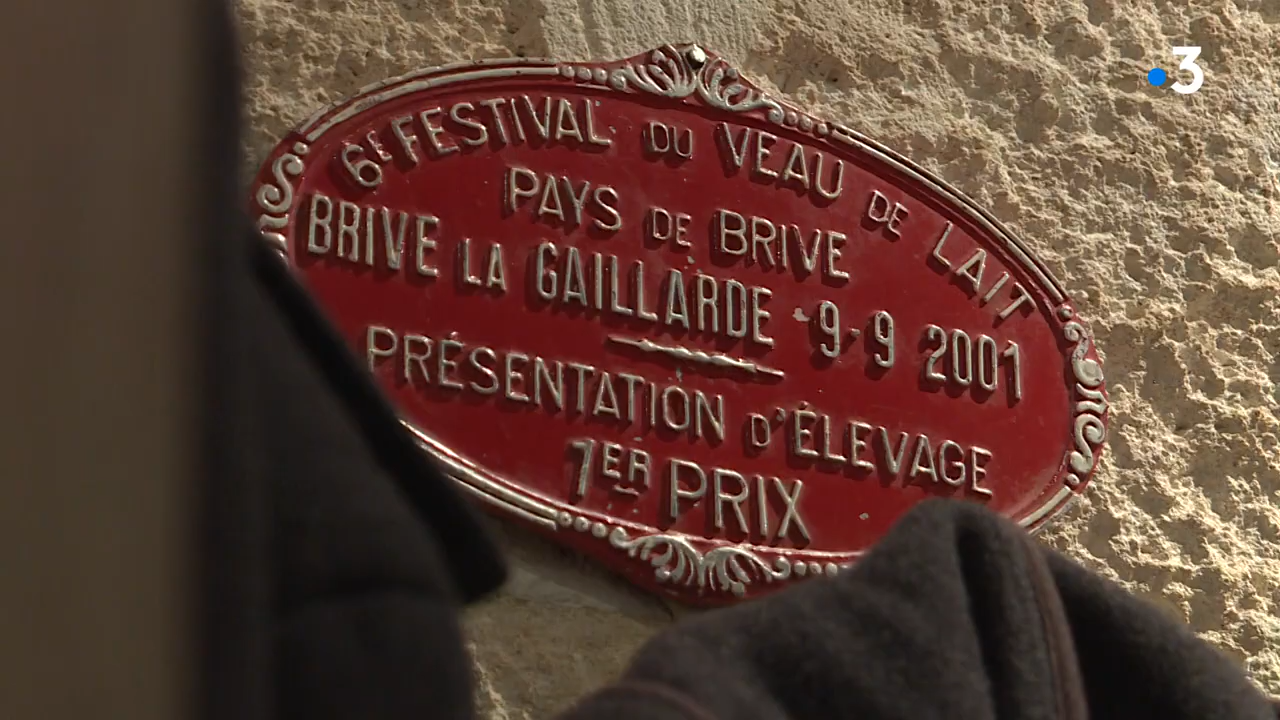 3
6E FESTIVAL DU VEAU DE LAIT
PAYS DE BRIVE
BRIVE LA GAILLARDE - 9-9 2001
PRÉSENTATION D'ÉLEVAGE
1ER PRIX